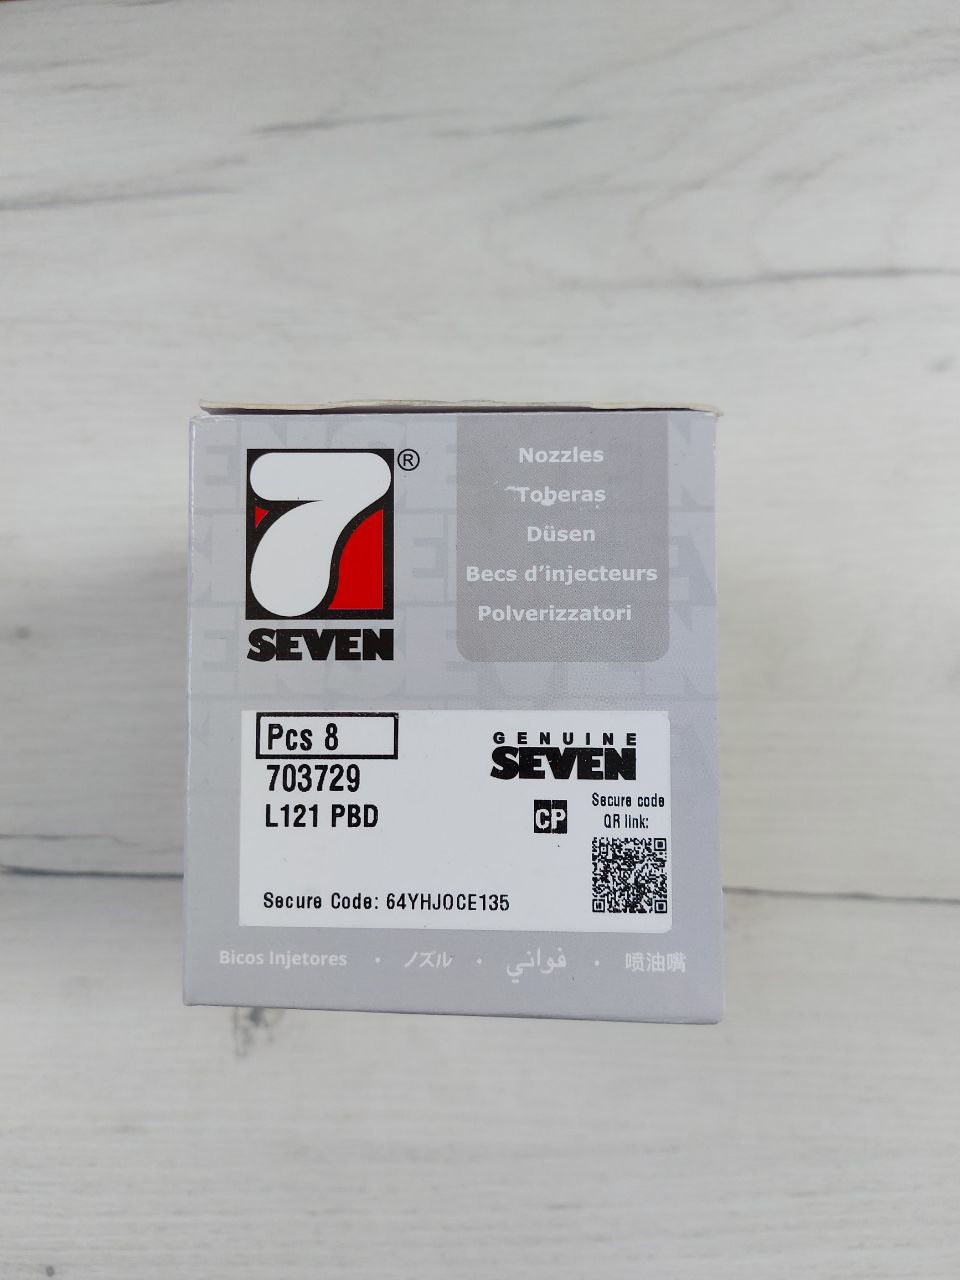 7®
SEVEN
Nozzles
Toberas
Düsen
Becs d'injecteurs
Polverizzatori
Pcs 8
703729
L121 PBD
GENUINE
SEVEN
CP
Secure code
QR link:
Secure Code: 64YHJOCE135
Bicos Injetores · ノズル · فواني · 喷油嘴